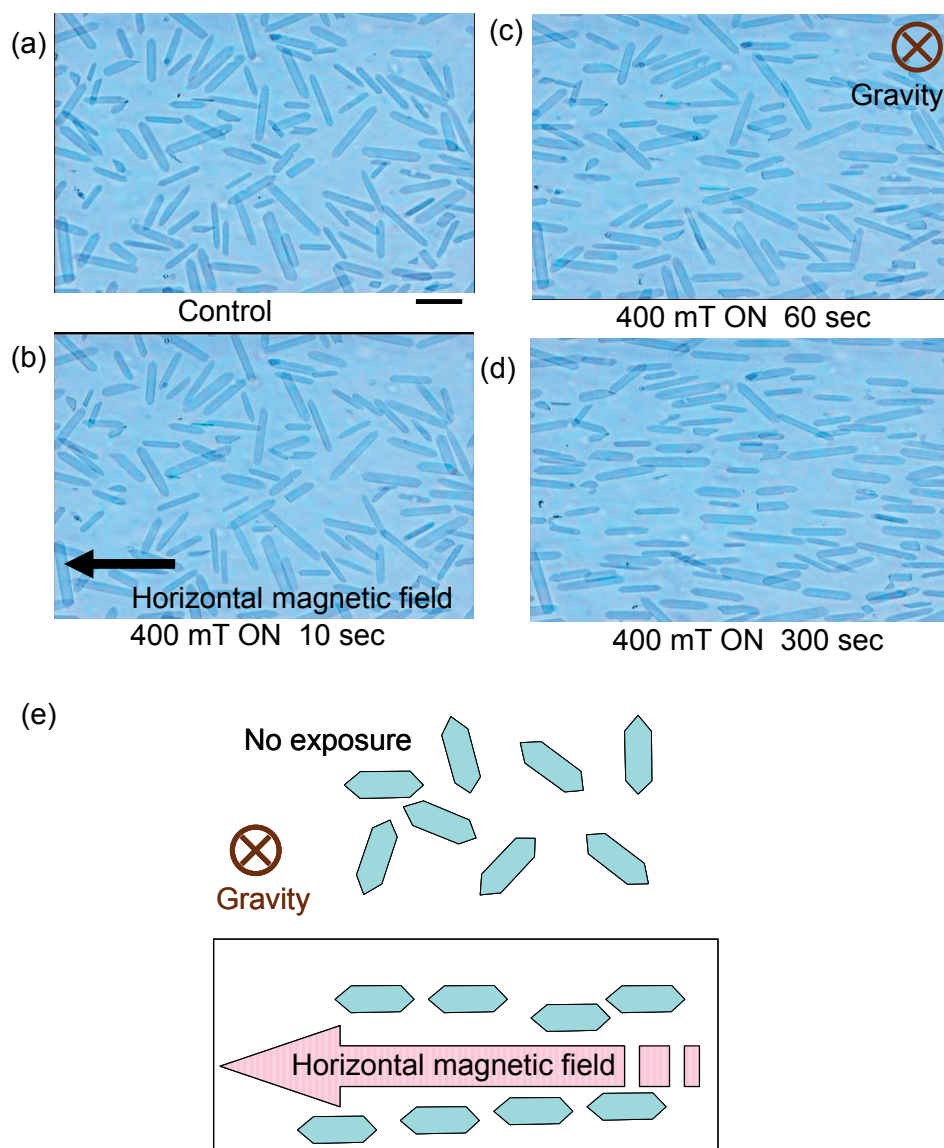 (a)
Control
(b)
Horizontal magnetic field
400 mT ON 10 sec
(c)
Gravity
400 mT ON 60 sec
(d)
400 mT ON 300 sec
(e)
No exposure
Gravity
Horizontal magnetic field